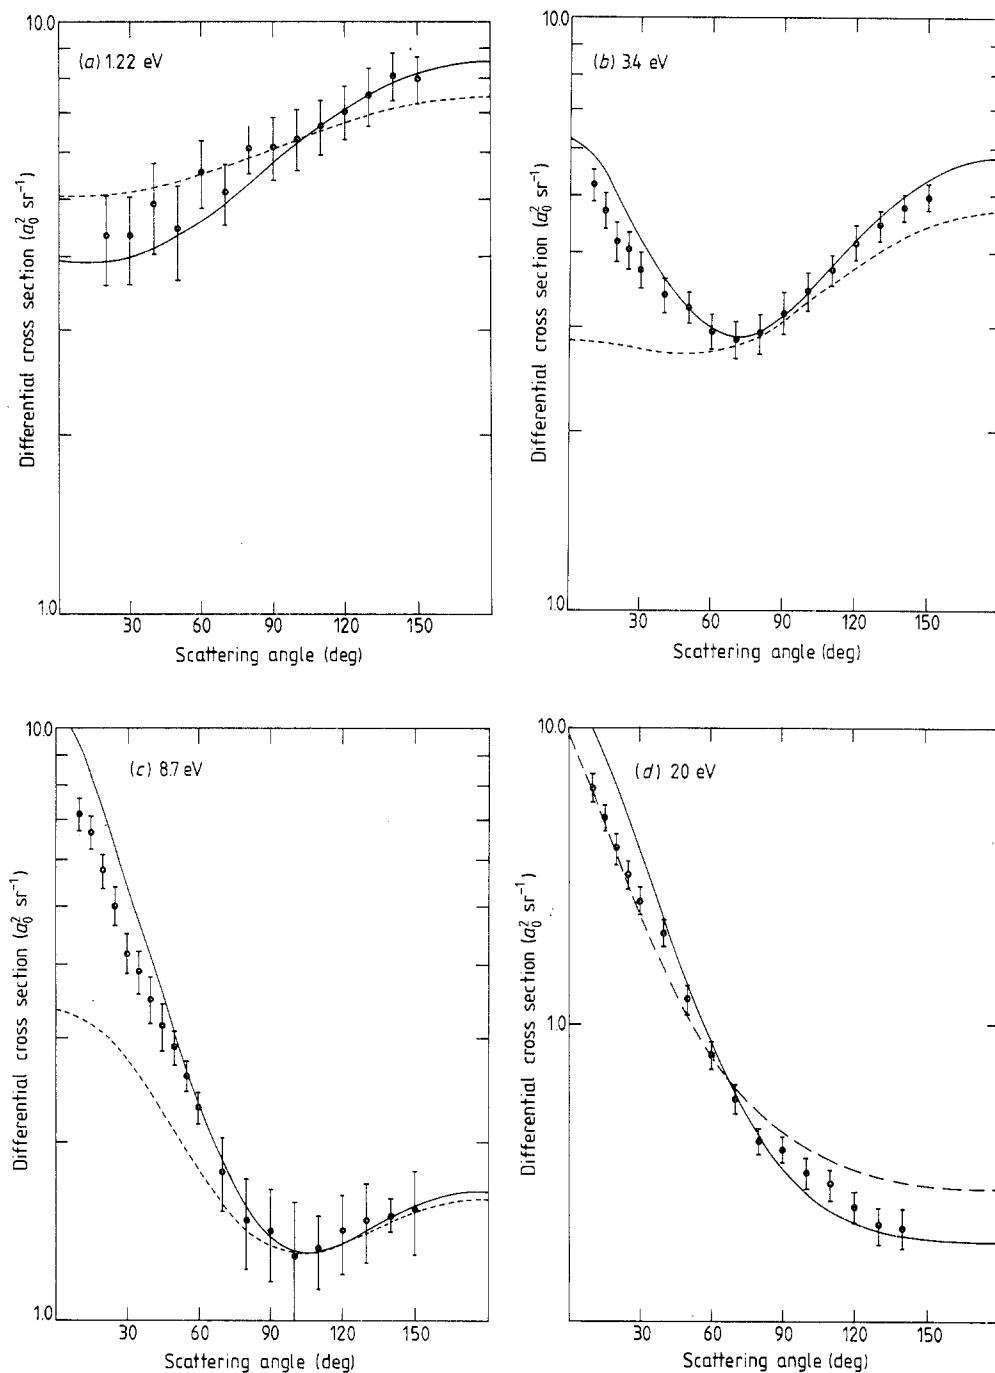 10.0
(a) 1.22 eV
1.0
30 60 90 120 150
Scattering angle (deg)
Differential cross section (a₀² sr⁻¹)
10.0
(b) 3.4 eV
1.0
30 60 90 120 150
Scattering angle (deg)
Differential cross section (a₀² sr⁻¹)
10.0
(c) 8.7 eV
1.0
30 60 90 120 150
Scattering angle (deg)
Differential cross section (a₀² sr⁻¹)
10.0
(d) 20 eV
1.0
30 60 90 120 150
Scattering angle (deg)
Differential cross section (a₀² sr⁻¹)